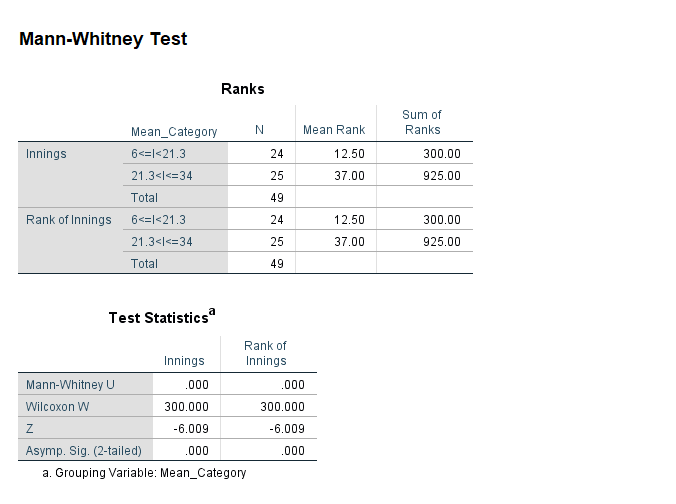 Mann-Whitney Test
Ranks
Mean_Category N Mean Rank Sum of Ranks
Innings 6<=I<21.3 24 12.50 300.00
21.3<I<=34 25 37.00 925.00
Total 49
Rank of Innings 6<=I<21.3 24 12.50 300.00
21.3<I<=34 25 37.00 925.00
Total 49
Test Statisticsa
Innings Rank of Innings
Mann-Whitney U .000 .000
Wilcoxon W 300.000 300.000
Z -6.009 -6.009
Asymp. Sig. (2-tailed) .000 .000
a. Grouping Variable: Mean_Category